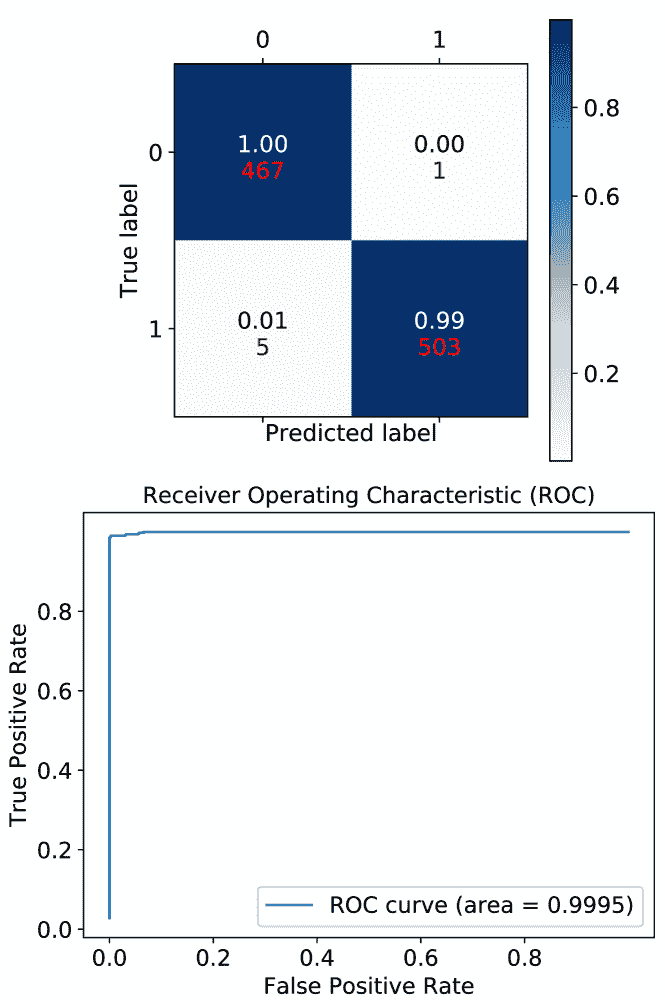 0 1
0
1.00
467
0.00
1
True label
1
0.01
5
0.99
503
Predicted label
0.8
0.6
0.4
0.2
Receiver Operating Characteristic (ROC)
True Positive Rate
0.8
0.6
0.4
0.2
0.0
ROC curve (area = 0.9995)
0.0 0.2 0.4 0.6 0.8
False Positive Rate